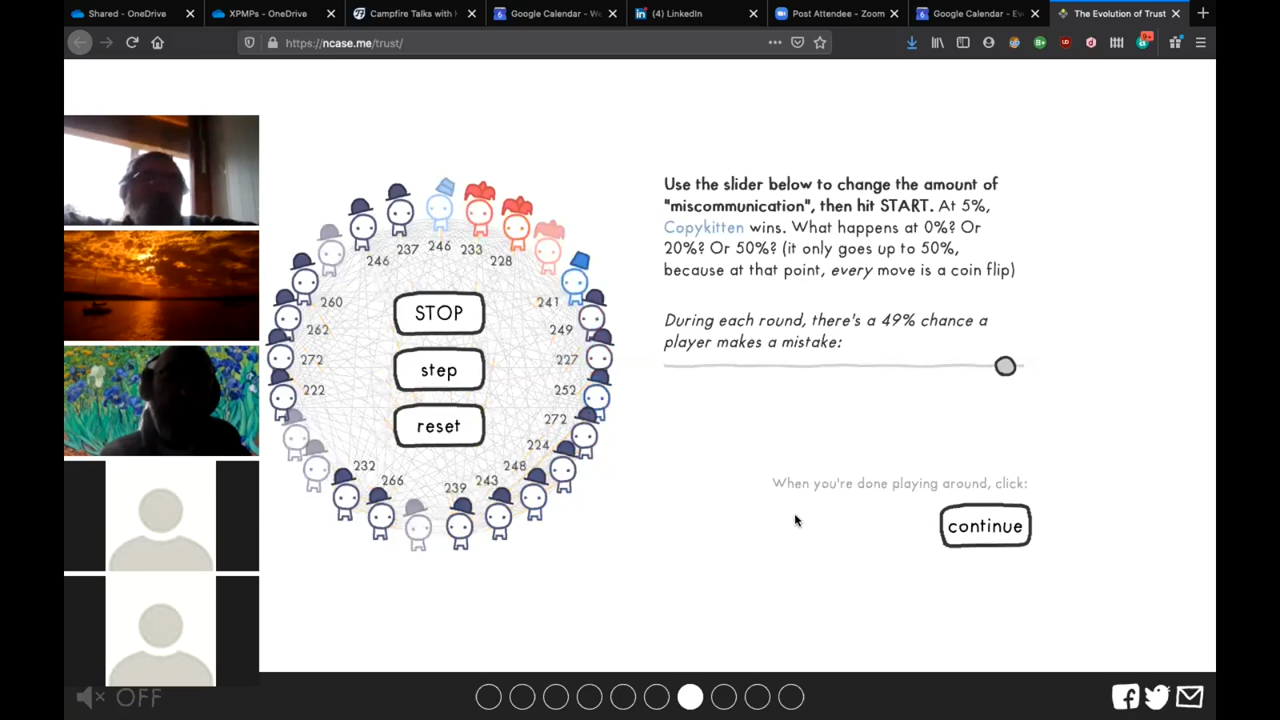 Shared - OneDrive
XPMPs - OneDrive
Campfire Talks with
Google Calendar - We
(4) LinkedIn
Post Attendee - Zoom
Google Calendar - Eve
The Evolution of Trust
https://ncase.me/trust/
9+
Use the slider below to change the amount of
"miscommunication", then hit START. At 5%,
Copykitten wins. What happens at 0%? Or
20%? Or 50%? (it only goes up to 50%,
because at that point, every move is a coin flip)
During each round, there's a 49% chance a
player makes a mistake:
246
237
246
233
228
260
241
262
249
272
227
222
252
272
224
232
248
266
243
239
STOP
step
reset
When you're done playing around, click:
continue
OFF